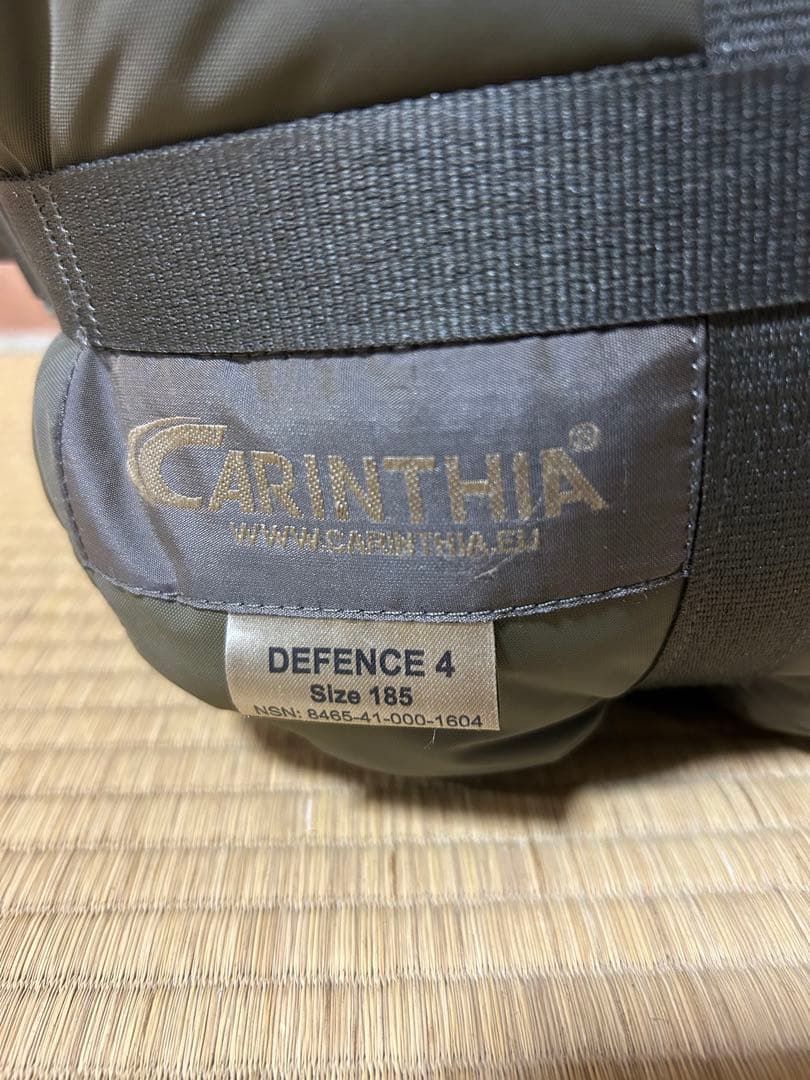 CARINTHIA®
WWW.CARINTHIA.EU
DEFENCE 4
Size 185
NSN: 8465-41-000-1604